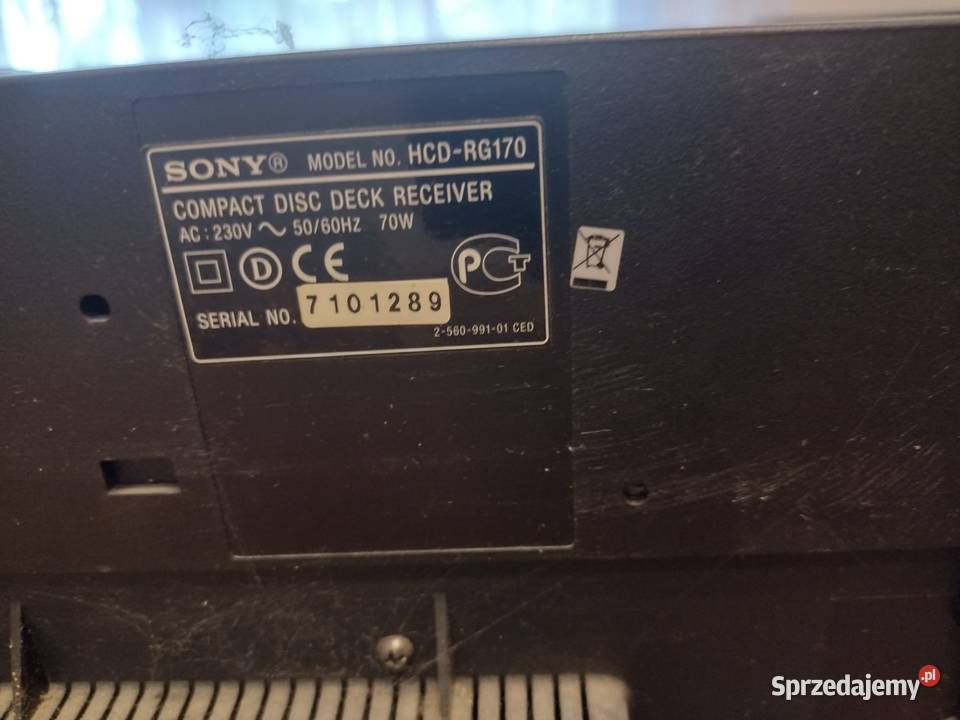 SONY® MODEL NO. HCD-RG170
COMPACT DISC DECK RECEIVER
AC : 230V ~ 50/60HZ 70W
D CE PCT
SERIAL NO. 7101289
2-560-991-01 CED
Sprzedajemy.pl